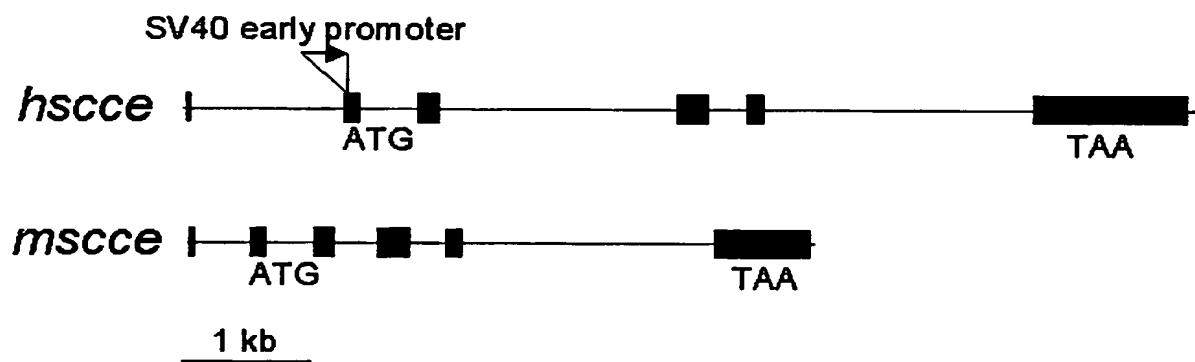 SV40 early promoter
hscce
ATG
TAA
mscce
ATG
TAA
1 kb